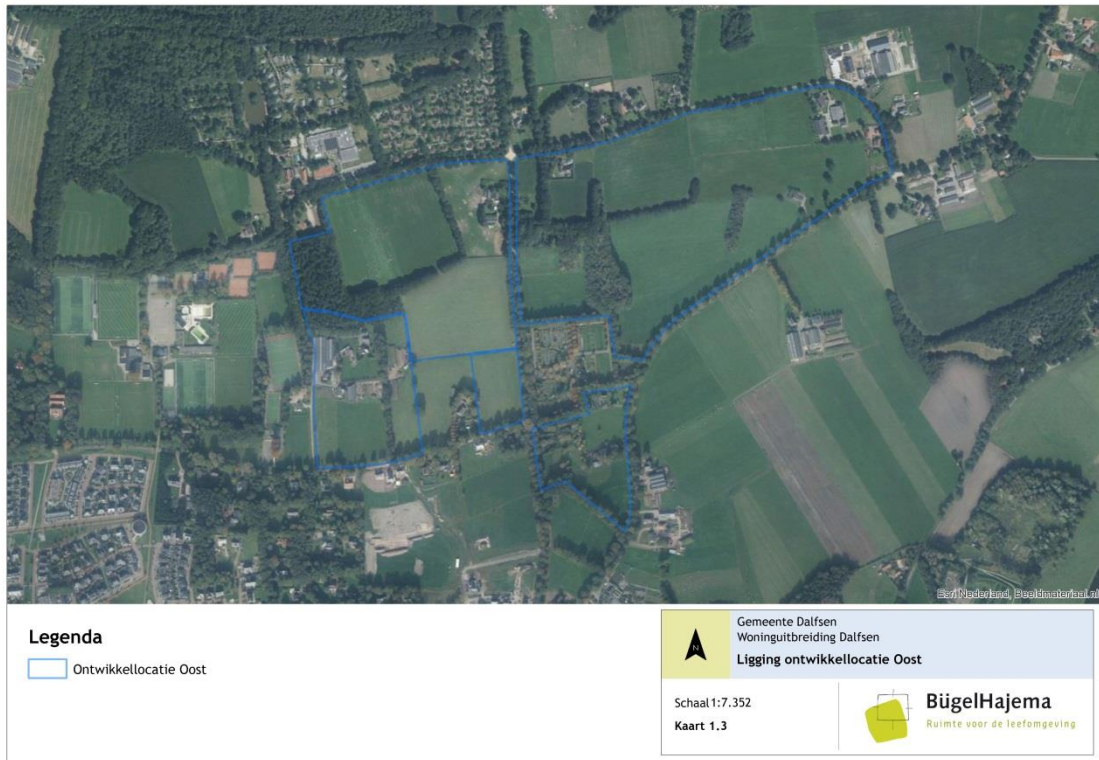 Esri Nederland, Beeldmateriaal.nl
Legenda
Ontwikkellocatie Oost
N
Gemeente Dalfsen
Woninguitbreiding Dalfsen
Ligging ontwikkellocatie Oost
Schaal 1:7.352
Kaart 1.3
BügelHajema
Ruimte voor de leefomgeving